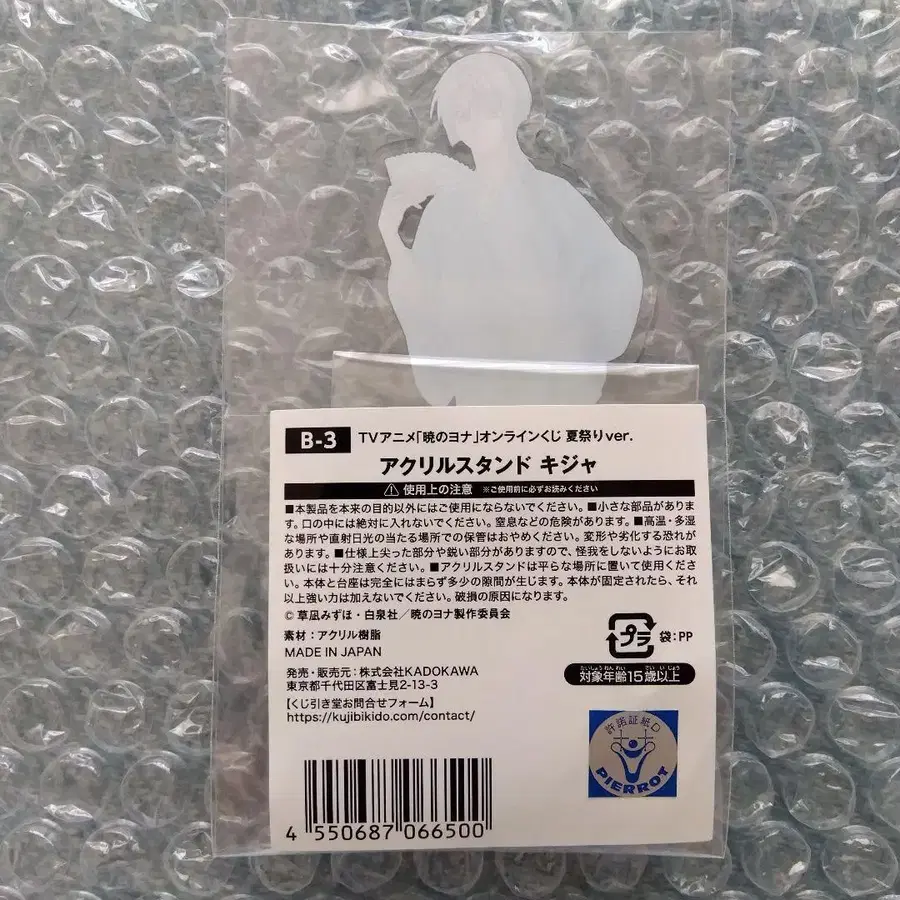 B-3 TVアニメ「暁のヨナ」オンラインくじ 夏祭りver.
アクリルスタンド キジャ
⚠ 使用上の注意 ※ご使用前に必ずお読みください
■本製品を本来の目的以外にはご使用にならないでください。■小さな部品がありま
す。口の中には絶対に入れないでください。窒息などの危険があります。■高温・多湿
な場所や直射日光の当たる場所での保管はおやめください。変形や劣化する恐れが
あります。■仕様上尖った部分や鋭い部分がありますので、怪我をしないようにお取
扱いには十分注意ください。■アクリルスタンドは平らな場所に置いて使用くださ
い。本体と台座は完全にはまらず多少の隙間が生じます。本体が固定されたら、それ
以上強い力は加えないでください。破損の原因になります。
© 草凪みずほ・白泉社／暁のヨナ製作委員会
素材：アクリル樹脂
MADE IN JAPAN
プラ 袋：PP
発売・販売元：株式会社KADOKAWA
東京都千代田区富士見2-13-3
たいしょうねんれい さい いじょう
対象年齢15歳以上
【くじ引き堂お問合せフォーム】
https://kujibikido.com/contact/
許諾証紙D
PIERROT
4 550687 066500